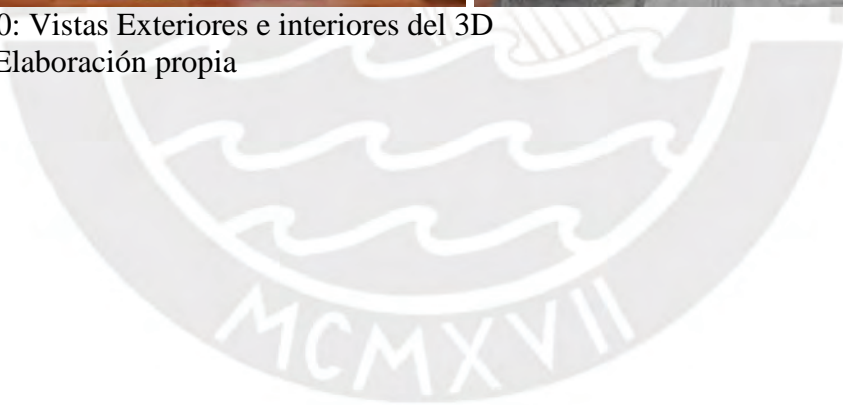 0: Vistas Exteriores e interiores del 3D
Elaboración propia
MCMXVII